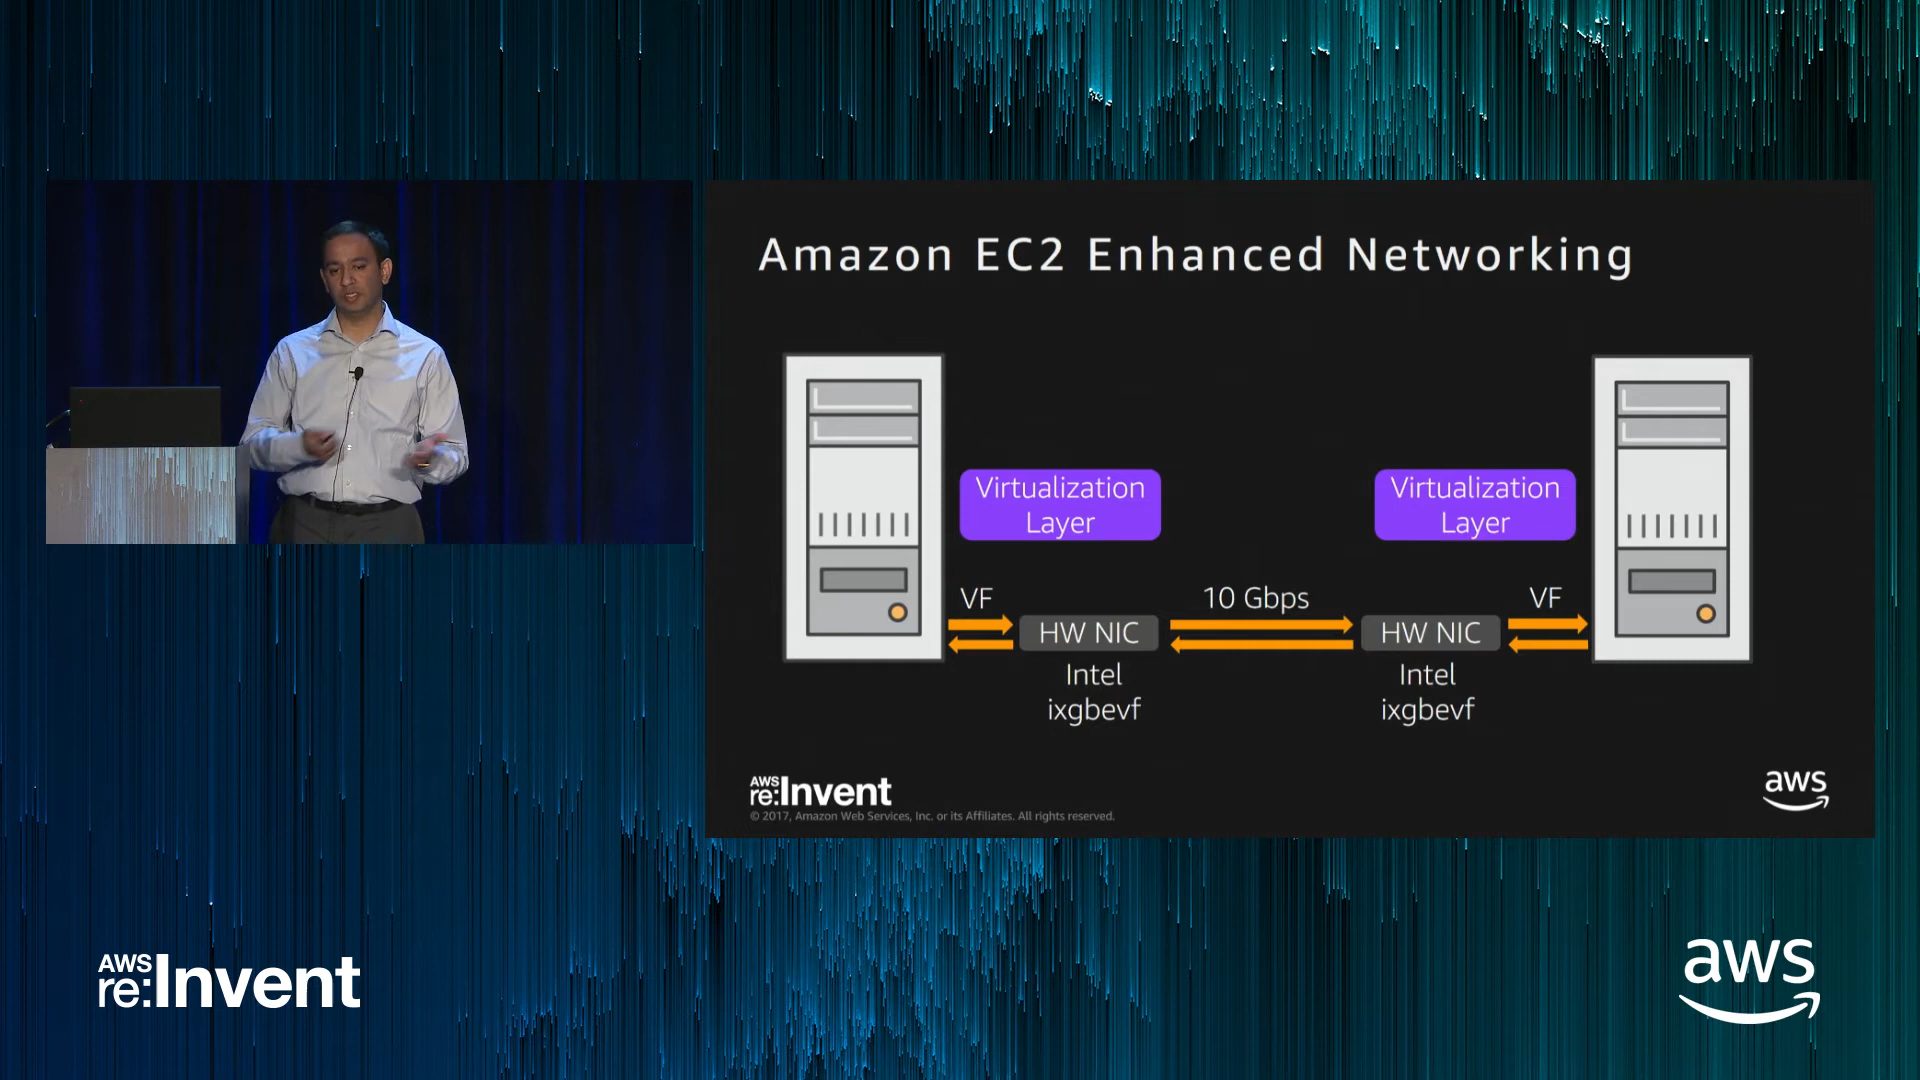 Amazon EC2 Enhanced Networking
Virtualization
Layer
Virtualization
Layer
VF
10 Gbps
VF
HW NIC
HW NIC
Intel
ixgbevf
Intel
ixgbevf
AWS
re:Invent
aws
© 2017, Amazon Web Services, Inc. or its Affiliates. All rights reserved.
AWS
re:Invent
aws